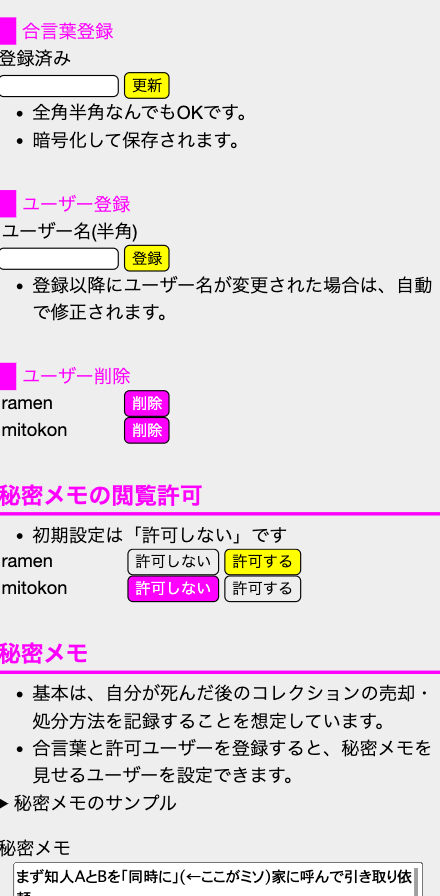 合言葉登録
登録済み
更新
・全角半角なんでもOKです。
・暗号化して保存されます。
ユーザー登録
ユーザー名(半角)
登録
・登録以降にユーザー名が変更された場合は、自動
で修正されます。
ユーザー削除
ramen 削除
mitokon 削除
秘密メモの閲覧許可
・初期設定は「許可しない」です
ramen 許可しない 許可する
mitokon 許可しない 許可する
秘密メモ
・基本は、自分が死んだ後のコレクションの売却・
処分方法を記録することを想定しています。
・合言葉と許可ユーザーを登録すると、秘密メモを
見せるユーザーを設定できます。
▶ 秘密メモのサンプル
秘密メモ
まず知人AとBを「同時に」(←ここがミソ)家に呼んで引き取り依